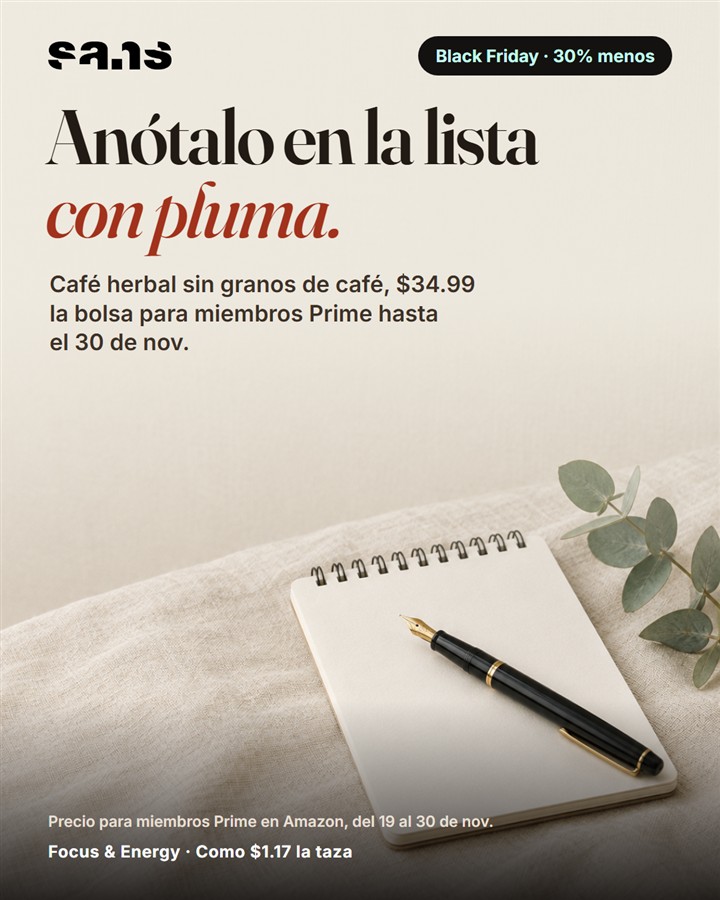 sans
Black Friday · 30% menos
Anótalo en la lista
con pluma.
Café herbal sin granos de café, $34.99
la bolsa para miembros Prime hasta
el 30 de nov.
Precio para miembros Prime en Amazon, del 19 al 30 de nov.
Focus & Energy · Como $1.17 la taza